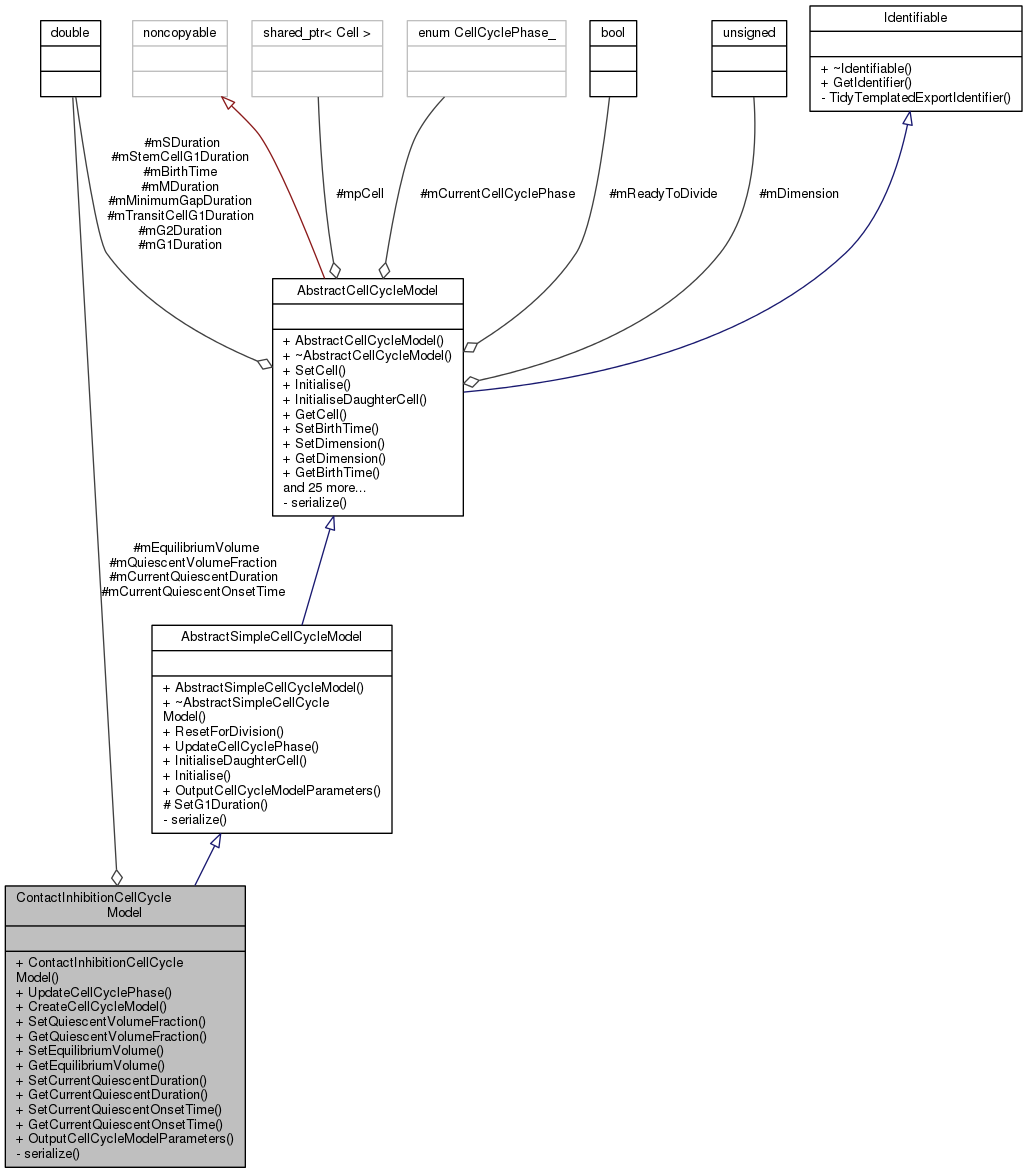 double
noncopyable
shared_ptr< Cell >
enum CellCyclePhase_
bool
unsigned
Identifiable
+ ~Identifiable()
+ GetIdentifier()
- TidyTemplatedExportIdentifier()
#mSDuration
#mStemCellG1Duration
#mBirthTime
#mMDuration
#mMinimumGapDuration
#mTransitCellG1Duration
#mG2Duration
#mG1Duration
#mpCell
#mCurrentCellCyclePhase
#mReadyToDivide
#mDimension
AbstractCellCycleModel
+ AbstractCellCycleModel()
+ ~AbstractCellCycleModel()
+ SetCell()
+ Initialise()
+ InitialiseDaughterCell()
+ GetCell()
+ SetBirthTime()
+ SetDimension()
+ GetDimension()
+ GetBirthTime()
and 25 more...
- serialize()
#mEquilibriumVolume
#mQuiescentVolumeFraction
#mCurrentQuiescentDuration
#mCurrentQuiescentOnsetTime
AbstractSimpleCellCycleModel
+ AbstractSimpleCellCycleModel()
+ ~AbstractSimpleCellCycle
Model()
+ ResetForDivision()
+ UpdateCellCyclePhase()
+ InitialiseDaughterCell()
+ Initialise()
+ OutputCellCycleModelParameters()
# SetG1Duration()
- serialize()
ContactInhibitionCellCycle
Model
+ ContactInhibitionCellCycle
Model()
+ UpdateCellCyclePhase()
+ CreateCellCycleModel()
+ SetQuiescentVolumeFraction()
+ GetQuiescentVolumeFraction()
+ SetEquilibriumVolume()
+ GetEquilibriumVolume()
+ SetCurrentQuiescentDuration()
+ GetCurrentQuiescentDuration()
+ SetCurrentQuiescentOnsetTime()
+ GetCurrentQuiescentOnsetTime()
+ OutputCellCycleModelParameters()
- serialize()